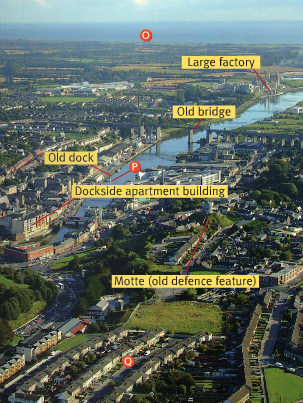 O
Large factory
Old bridge
Old dock
P
Dockside apartment building
Motte (old defence feature)
Q